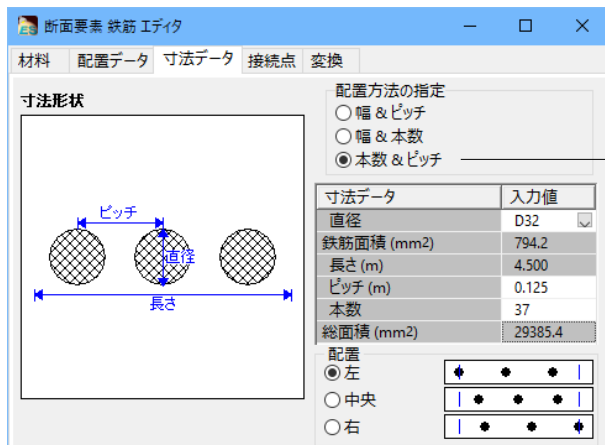 断面要素 鉄筋 エディタ
材料 配置データ 寸法データ 接続点 変換
寸法形状
ピッチ
直径
長さ
配置方法の指定
幅 & ピッチ
幅 & 本数
本数 & ピッチ
寸法データ 入力値
直径 D32
鉄筋面積 (mm2) 794.2
長さ (m) 4.500
ピッチ (m) 0.125
本数 37
総面積 (mm2) 29385.4
配置
左
中央
右